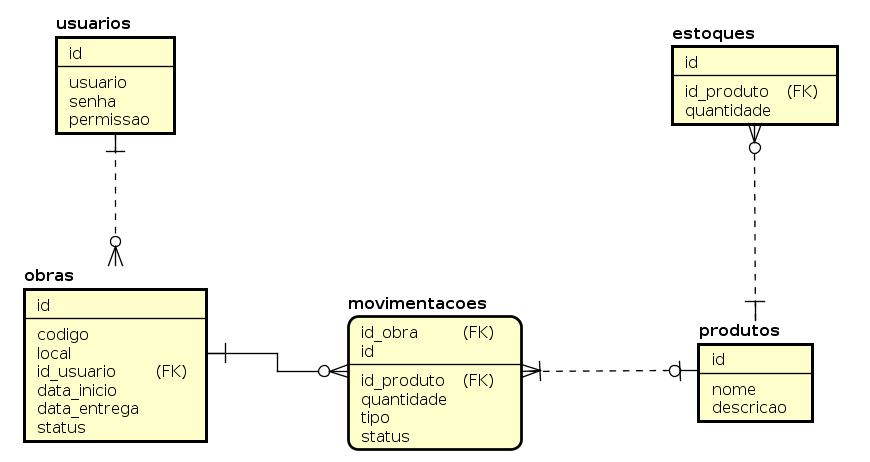 usuarios
id
usuario
senha
permissao
estoques
id
id_produto (FK)
quantidade
obras
id
codigo
local
id_usuario (FK)
data_inicio
data_entrega
status
movimentacoes
id_obra (FK)
id
id_produto (FK)
quantidade
tipo
status
produtos
id
nome
descricao